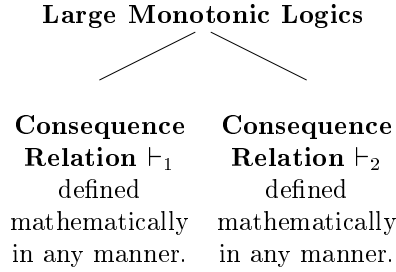 Large Monotonic Logics
Consequence
Relation ⊢₁
defined
mathematically
in any manner.
Consequence
Relation ⊢₂
defined
mathematically
in any manner.